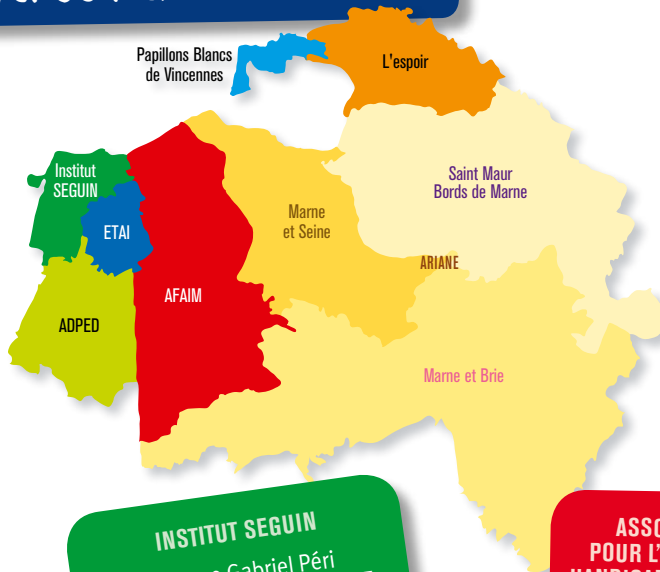 Papillons Blancs
de Vincennes
L'espoir
Institut
SEGUIN
ETAI
Saint Maur
Bords de Marne
Marne
et Seine
ARIANE
AFAIM
ADPED
Marne et Brie
INSTITUT SEGUIN
Gabriel Péri
POUR L'